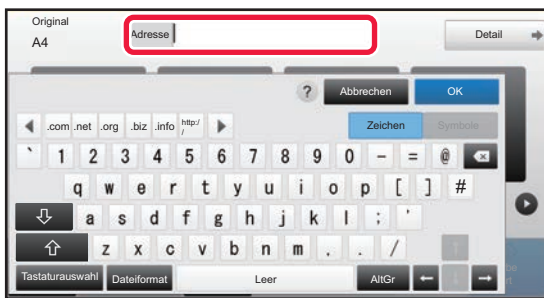 Original
A4
Adresse
Detail
? Abbrechen OK
.com .net .org .biz .info http://
Zeichen Symbole
` 1 2 3 4 5 6 7 8 9 0 - = @
q w e r t y u i o p [ ] #
a s d f g h j k l ; '
z x c v b n m , . /
Tastaturauswahl Dateiformat Leer AltGr